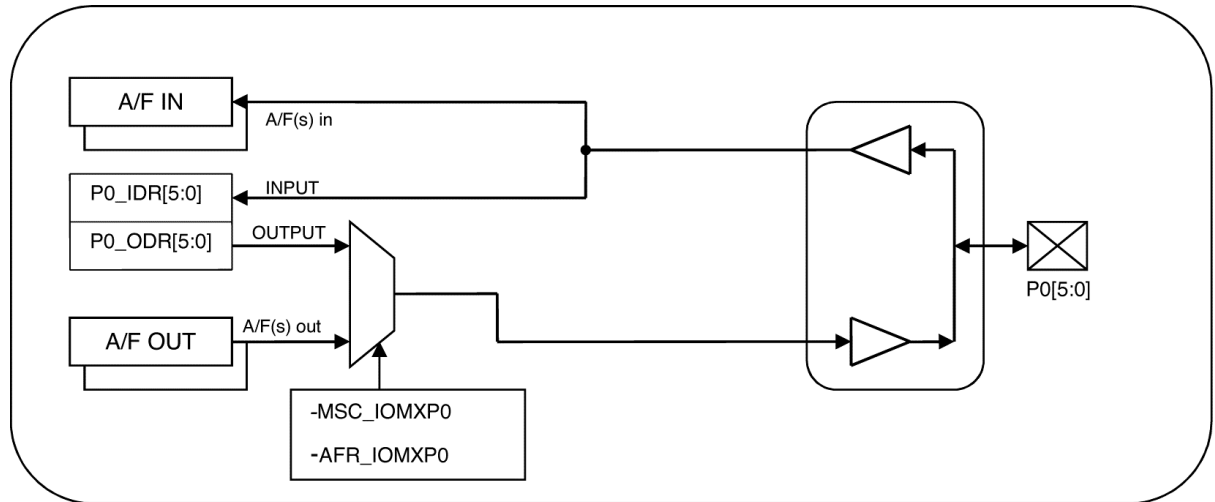 A/F IN
A/F(s) in
P0_IDR[5:0]
INPUT
P0_ODR[5:0]
OUTPUT
P0[5:0]
A/F OUT
A/F(s) out
-MSC_IOMXP0
-AFR_IOMXP0